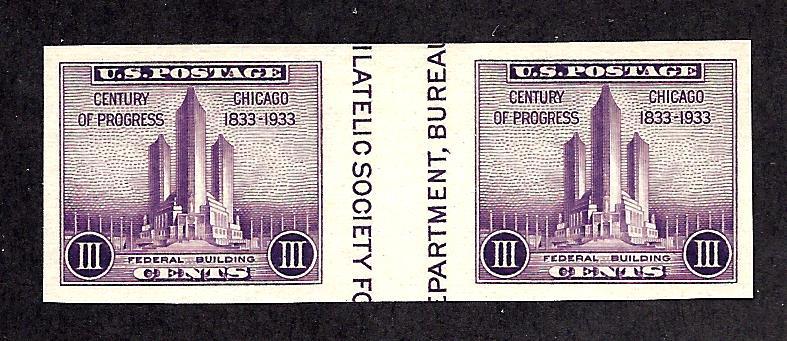 U.S. POSTAGE
CENTURY OF PROGRESS
CHICAGO 1833-1933
III
III
FEDERAL BUILDING
CENTS
ILATELIC SOCIETY FO
EPARTMENT, BUREAU
U.S. POSTAGE
CENTURY OF PROGRESS
CHICAGO 1833-1933
III
III
FEDERAL BUILDING
CENTS